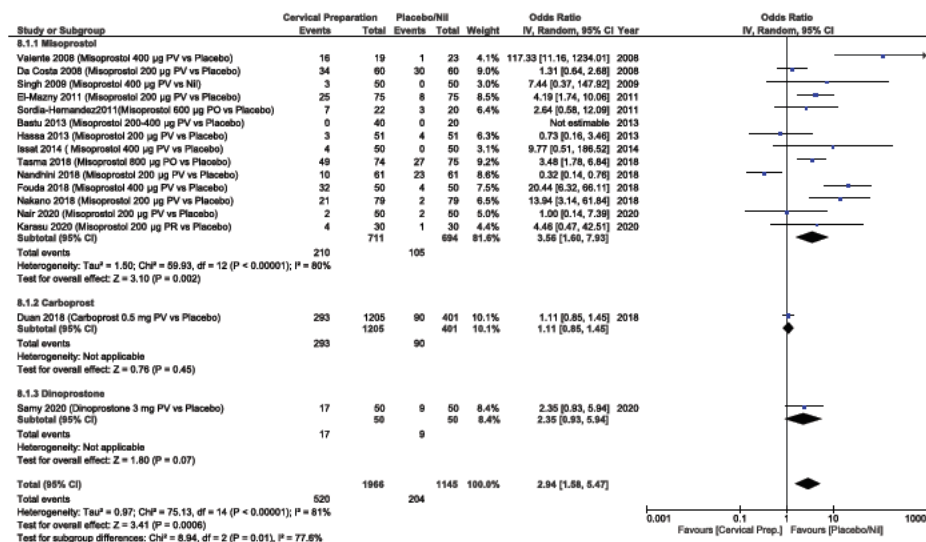 Cervical Preparation Placebo/Nil Odds Ratio Odds Ratio
Study or Subgroup Events Total Events Total Weight IV, Random, 95% CI Year IV, Random, 95% CI
8.1.1 Misoprostol
Valente 2008 (Misoprostol 400 µg PV vs Placebo) 16 19 1 23 4.1% 117.33 [11.16, 1234.01] 2008
Da Costa 2008 (Misoprostol 200 µg PV vs Placebo) 34 60 30 60 8.9% 1.31 [0.64, 2.68] 2008
Singh 2009 (Misoprostol 400 µg PV vs Nil) 3 50 0 50 3.0% 7.44 [0.37, 147.92] 2009
El-Mazny 2011 (Misoprostol 200 µg PV vs Placebo) 25 75 8 75 8.5% 4.19 [1.74, 10.06] 2011
Sordia-Hernandez2011(Misoprostol 600 µg PO vs Placebo) 7 22 3 20 6.4% 2.64 [0.58, 12.09] 2011
Bastu 2013 (Misoprostol 200-400 µg PV vs Placebo) 0 40 0 20 Not estimable 2013
Hassa 2013 (Misoprostol 200 µg PV vs Placebo) 3 51 4 51 6.3% 0.73 [0.16, 3.46] 2013
Issat 2014 ( Misoprostol 400 µg PV vs Placebo) 4 50 0 50 3.1% 9.77 [0.51, 186.52] 2014
Tasma 2018 (Misoprostol 800 µg PO vs Placebo) 49 74 27 75 9.1% 3.48 [1.78, 6.84] 2018
Nandhini 2018 (Misoprostol 200 µg PV vs Placebo) 10 61 23 61 8.6% 0.32 [0.14, 0.76] 2018
Fouda 2018 (Misoprostol 400 µg PV vs Placebo) 32 50 4 50 7.5% 20.44 [6.32, 66.11] 2018
Nakano 2018 (Misoprostol 200 µg PV vs Placebo) 21 79 2 79 6.5% 13.94 [3.14, 61.84] 2018
Nair 2020 (Misoprostol 200 µg PV vs Placebo) 2 50 2 50 5.0% 1.00 [0.14, 7.39] 2020
Karasu 2020 (Misoprostol 200 µg PR vs Placebo) 4 30 1 30 4.4% 4.46 [0.47, 42.51] 2020
Subtotal (95% CI) 711 694 81.6% 3.56 [1.60, 7.93]
Total events 210 105
Heterogeneity: Tau² = 1.50; Chi² = 59.93, df = 12 (P < 0.00001); I² = 80%
Test for overall effect: Z = 3.10 (P = 0.002)
8.1.2 Carboprost
Duan 2018 (Carboprost 0.5 mg PV vs Placebo) 293 1205 90 401 10.1% 1.11 [0.85, 1.45] 2018
Subtotal (95% CI) 1205 401 10.1% 1.11 [0.85, 1.45]
Total events 293 90
Heterogeneity: Not applicable
Test for overall effect: Z = 0.76 (P = 0.45)
8.1.3 Dinoprostone
Samy 2020 (Dinoprostone 3 mg PV vs Placebo) 17 50 9 50 8.4% 2.35 [0.93, 5.94] 2020
Subtotal (95% CI) 50 50 8.4% 2.35 [0.93, 5.94]
Total events 17 9
Heterogeneity: Not applicable
Test for overall effect: Z = 1.80 (P = 0.07)
Total (95% CI) 1966 1145 100.0% 2.94 [1.58, 5.47]
Total events 520 204
Heterogeneity: Tau² = 0.97; Chi² = 75.13, df = 14 (P < 0.00001); I² = 81%
Test for overall effect: Z = 3.41 (P = 0.0006)
Test for subgroup differences: Chi² = 8.94, df = 2 (P = 0.01), I² = 77.6%
0.001 0.1 1 10 1000
Favours [Cervical Prep.] Favours [Placebo/Nil]